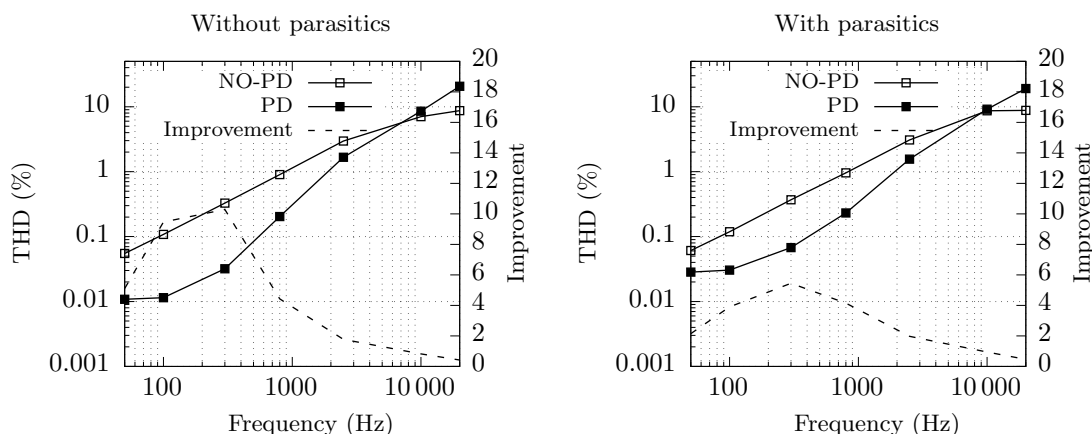 Without parasitics
NO-PD
PD
Improvement
THD (%)
10
1
0.1
0.01
0.001
20
18
16
14
12
10
8
6
4
2
0
Improvement
100
1000
10 000
Frequency (Hz)
With parasitics
NO-PD
PD
Improvement
THD (%)
10
1
0.1
0.01
0.001
20
18
16
14
12
10
8
6
4
2
0
Improvement
100
1000
10 000
Frequency (Hz)